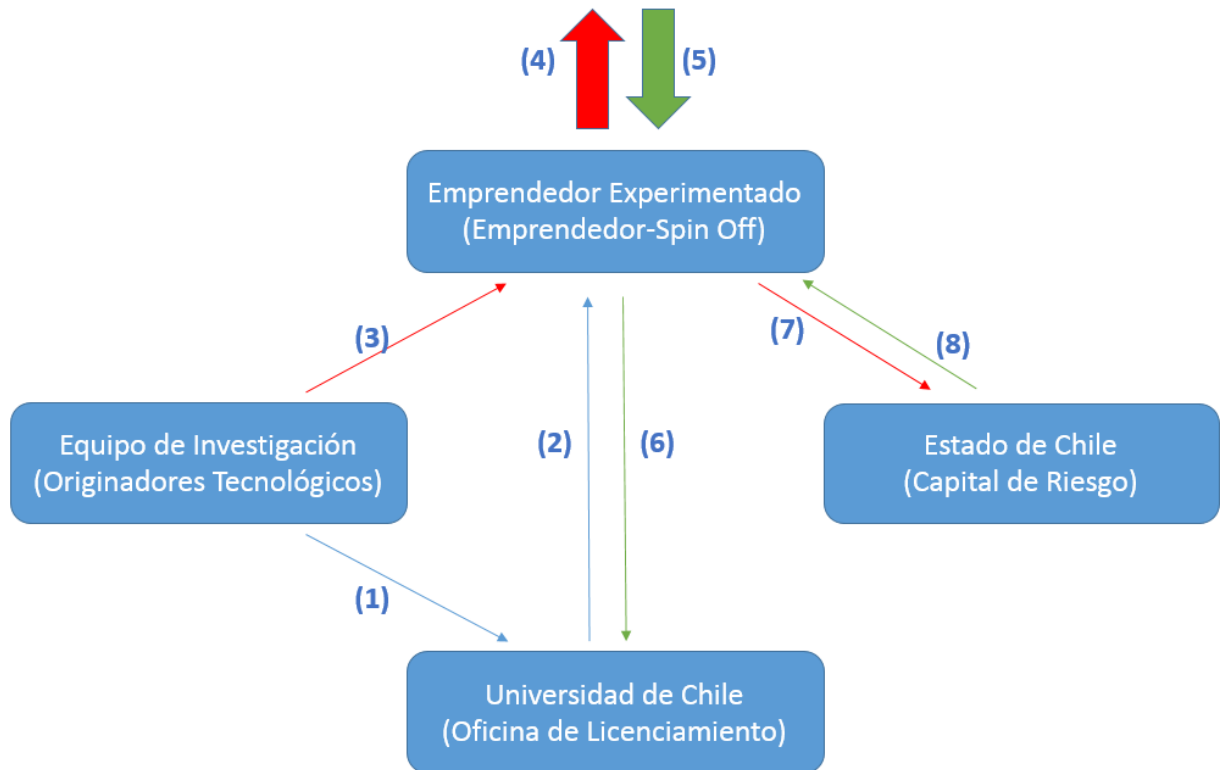 (4)
(5)
Emprendedor Experimentado
(Emprendedor-Spin Off)
(3)
(7)
(8)
Equipo de Investigación
(Originadores Tecnológicos)
(2)
(6)
Estado de Chile
(Capital de Riesgo)
(1)
Universidad de Chile
(Oficina de Licenciamiento)